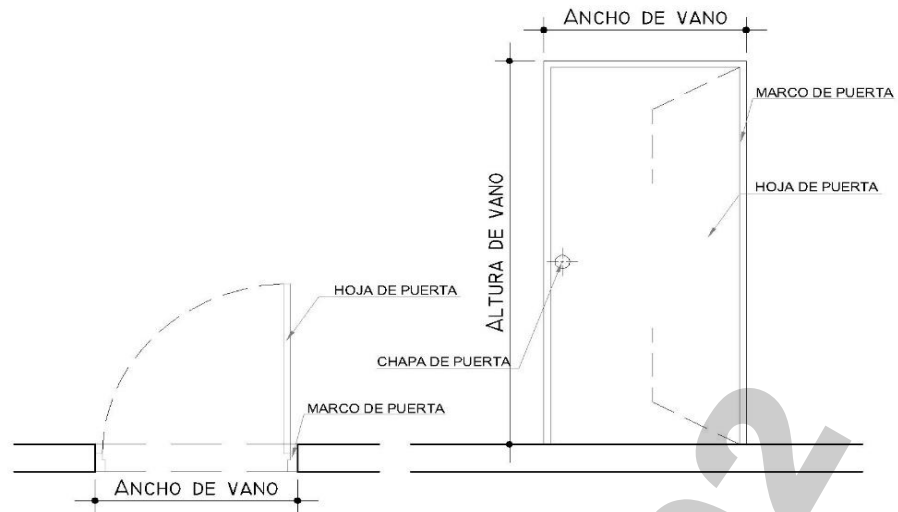 ANCHO DE VANO
MARCO DE PUERTA
ALTURA DE VANO
HOJA DE PUERTA
HOJA DE PUERTA
CHAPA DE PUERTA
MARCO DE PUERTA
ANCHO DE VANO
2